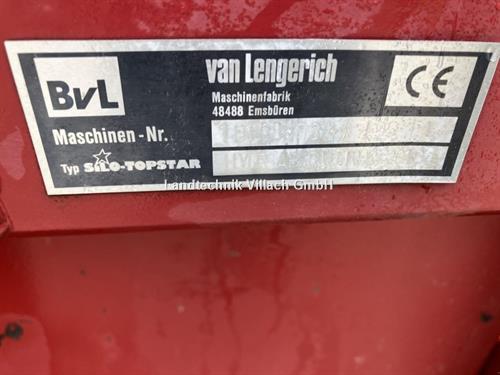 BvL
van Lengerich
Maschinenfabrik
48488 Emsbüren
CE
Maschinen-Nr.
Typ SILO-TOPSTAR
Landtechnik Villach GmbH